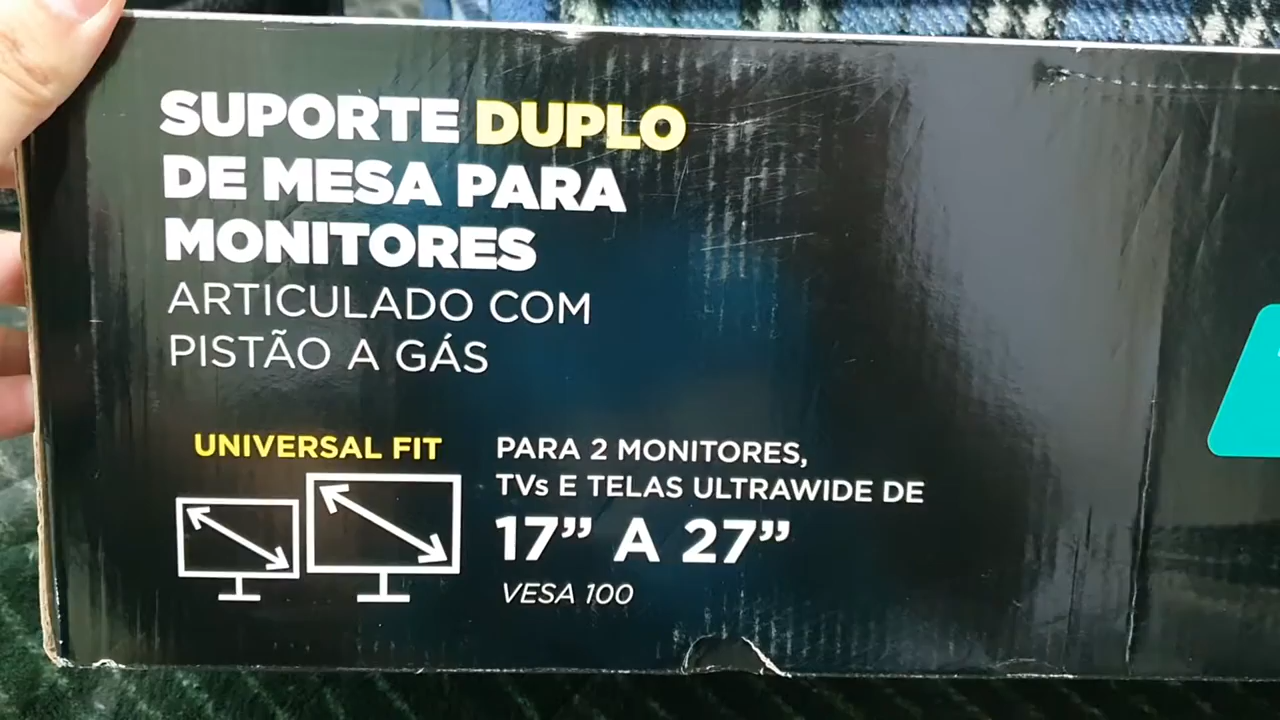 SUPORTE DUPLO
DE MESA PARA
MONITORES
ARTICULADO COM
PISTÃO A GÁS
UNIVERSAL FIT
PARA 2 MONITORES,
TVs E TELAS ULTRAWIDE DE
17” A 27”
VESA 100